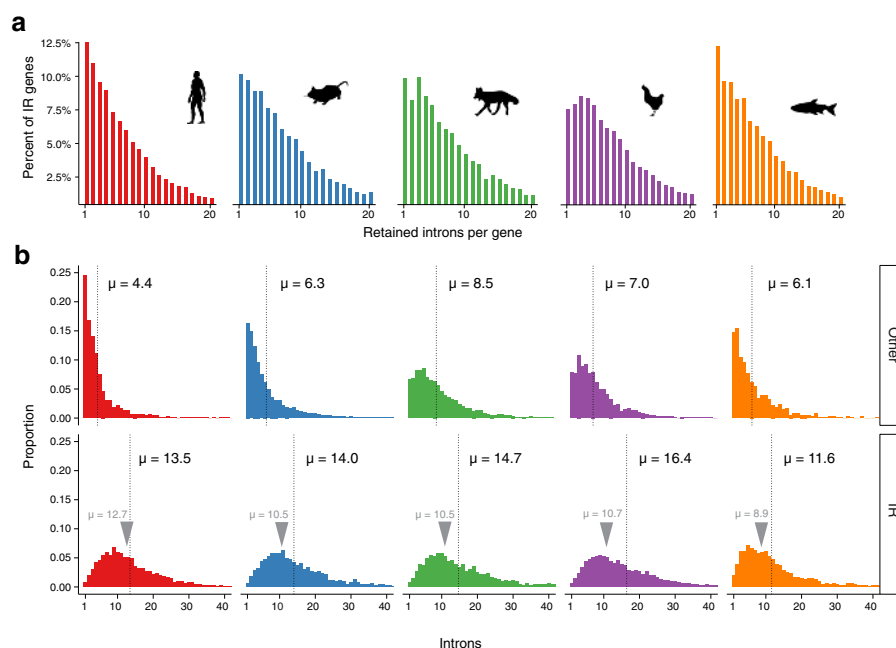 a
Percent of IR genes
12.5%
10.0%
7.5%
5.0%
2.5%
1 10 20 1 10 20 1 10 20 1 10 20 1 10 20
Retained introns per gene
b
Proportion
0.25
0.20
0.15
0.10
0.05
0.00
μ = 4.4 μ = 6.3 μ = 8.5 μ = 7.0 μ = 6.1
Other
0.25
0.20
0.15
0.10
0.05
0.00
μ = 13.5 μ = 14.0 μ = 14.7 μ = 16.4 μ = 11.6
μ = 12.7 μ = 10.5 μ = 10.5 μ = 10.7 μ = 8.9
IR
1 10 20 30 40 1 10 20 30 40 1 10 20 30 40 1 10 20 30 40 1 10 20 30 40
Introns